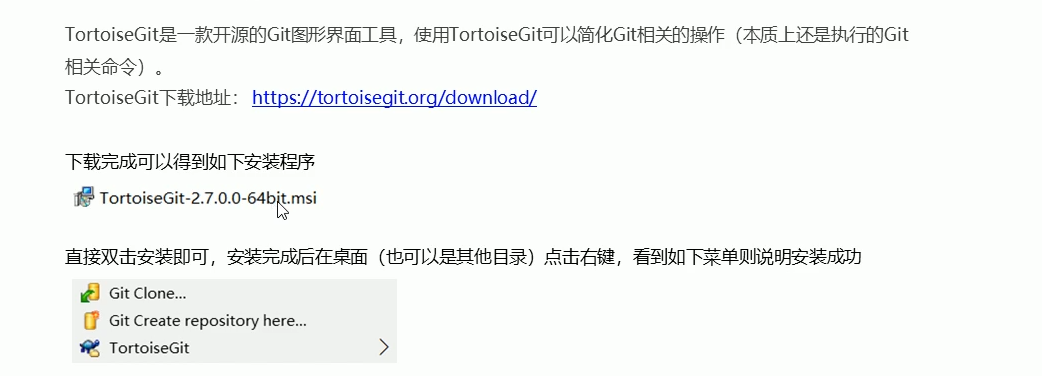 TortoiseGit是一款开源的Git图形界面工具，使用TortoiseGit可以简化Git相关的操作（本质上还是执行的Git
相关命令）。
TortoiseGit下载地址： https://tortoisegit.org/download/
下载完成可以得到如下安装程序
TortoiseGit-2.7.0.0-64bit.msi
直接双击安装即可，安装完成后在桌面（也可以是其他目录）点击右键，看到如下菜单则说明安装成功
Git Clone...
Git Create repository here...
TortoiseGit